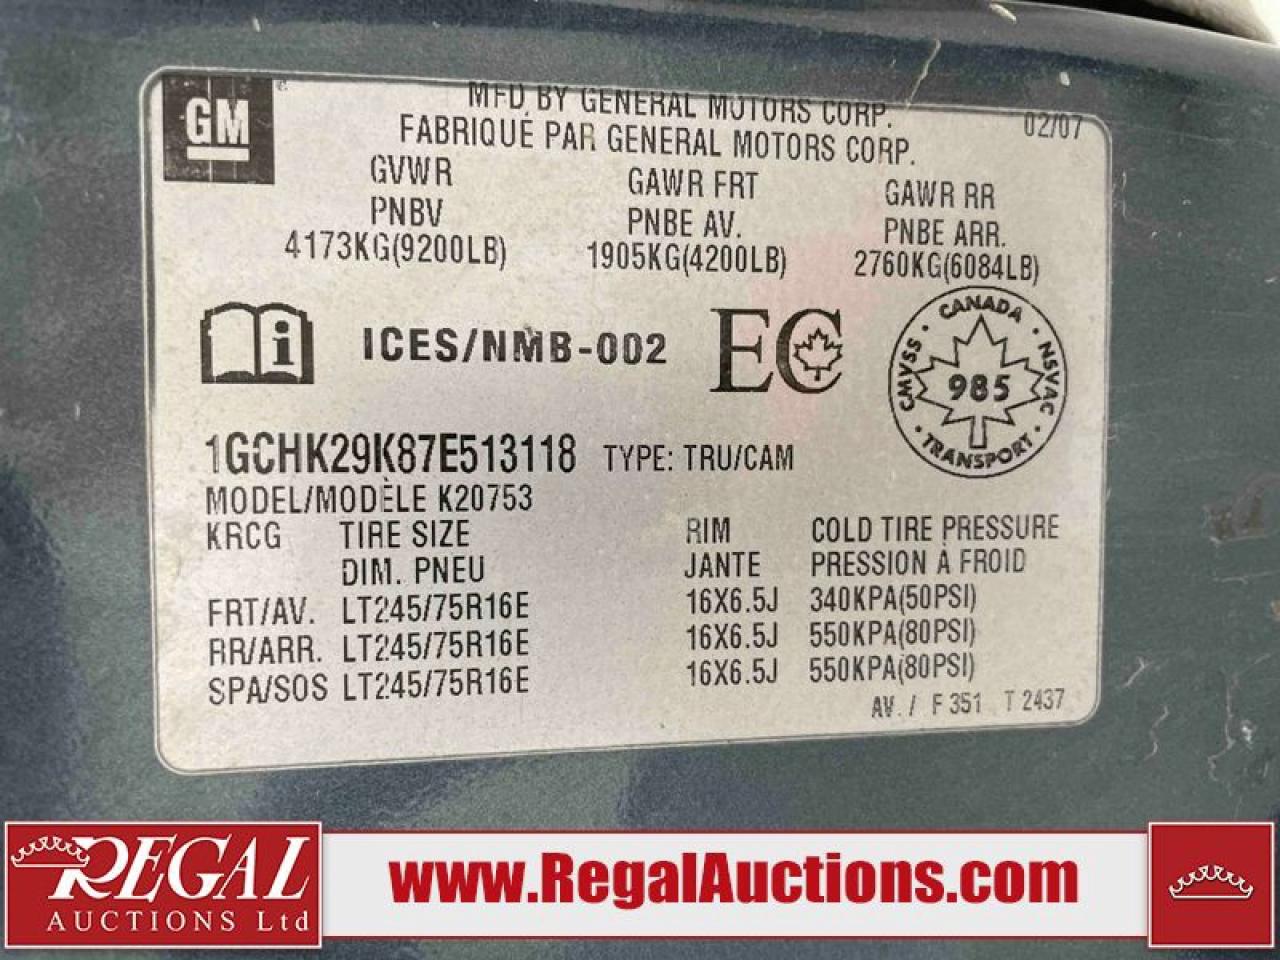 GM
MFD BY GENERAL MOTORS CORP.
02/07
FABRIQUÉ PAR GENERAL MOTORS CORP.
GVWR GAWR FRT GAWR RR
PNBV PNBE AV. PNBE ARR.
4173KG(9200LB) 1905KG(4200LB) 2760KG(6084LB)
ICES/NMB-002 EC
CANADA
CMVSS 985 NSVAC
TRANSPORT
1GCHK29K87E513118 TYPE: TRU/CAM
MODEL/MODÈLE K20753
KRCG TIRE SIZE RIM COLD TIRE PRESSURE
DIM. PNEU JANTE PRESSION À FROID
FRT/AV. LT245/75R16E 16X6.5J 340KPA(50PSI)
RR/ARR. LT245/75R16E 16X6.5J 550KPA(80PSI)
SPA/SOS LT245/75R16E 16X6.5J 550KPA(80PSI)
AV. / F 351 T 2437
REGAL
AUCTIONS Ltd
www.RegalAuctions.com